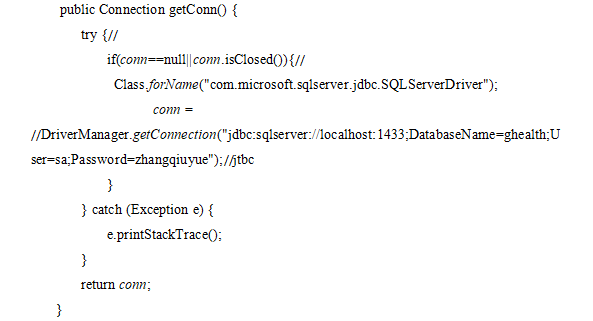 public Connection getConn() {
try {//
if(conn==null||conn.isClosed()){//
Class.forName("com.microsoft.sqlserver.jdbc.SQLServerDriver");
conn =
//DriverManager.getConnection("jdbc:sqlserver://localhost:1433;DatabaseName=ghealth;U
ser=sa;Password=zhangqiuyue");//jtbc
}
} catch (Exception e) {
e.printStackTrace();
}
return conn;
}